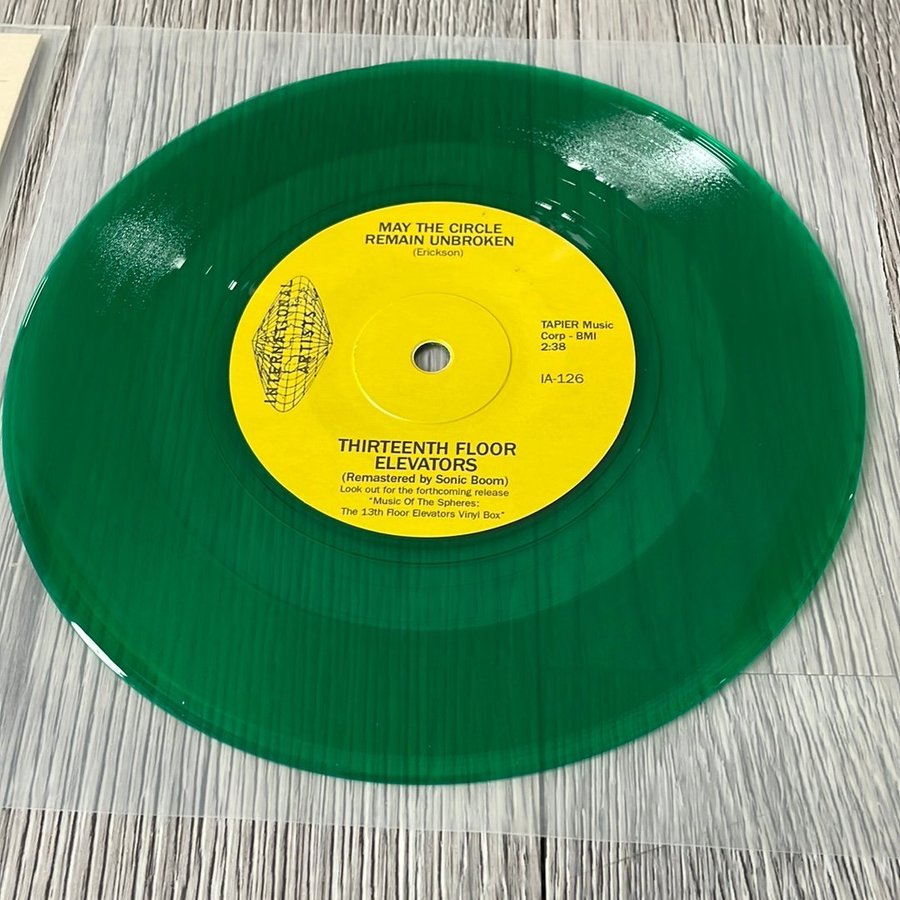 MAY THE CIRCLE
REMAIN UNBROKEN
(Erickson)
INTERNATIONAL
ARTISTS
TAPIER Music
Corp - BMI
2:38
IA-126
THIRTEENTH FLOOR
ELEVATORS
(Remastered by Sonic Boom)
Look out for the forthcoming release
"Music Of The Spheres:
The 13th Floor Elevators Vinyl Box"